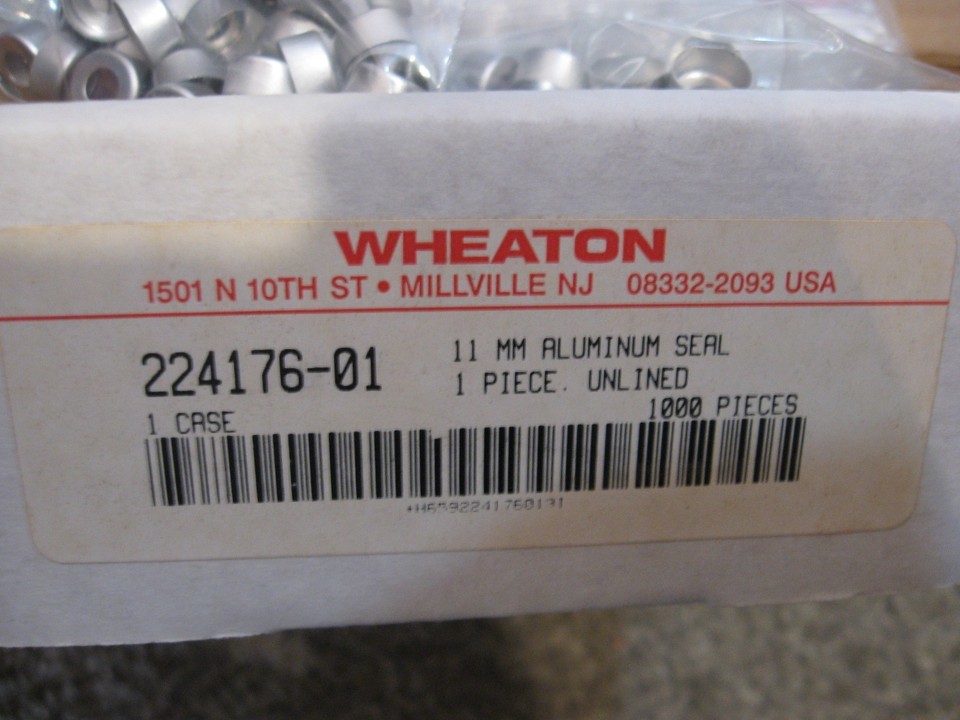 WHEATON
1501 N 10TH ST • MILLVILLE NJ 08332-2093 USA
224176-01
11 MM ALUMINUM SEAL
1 PIECE. UNLINED
1 CASE
1000 PIECES